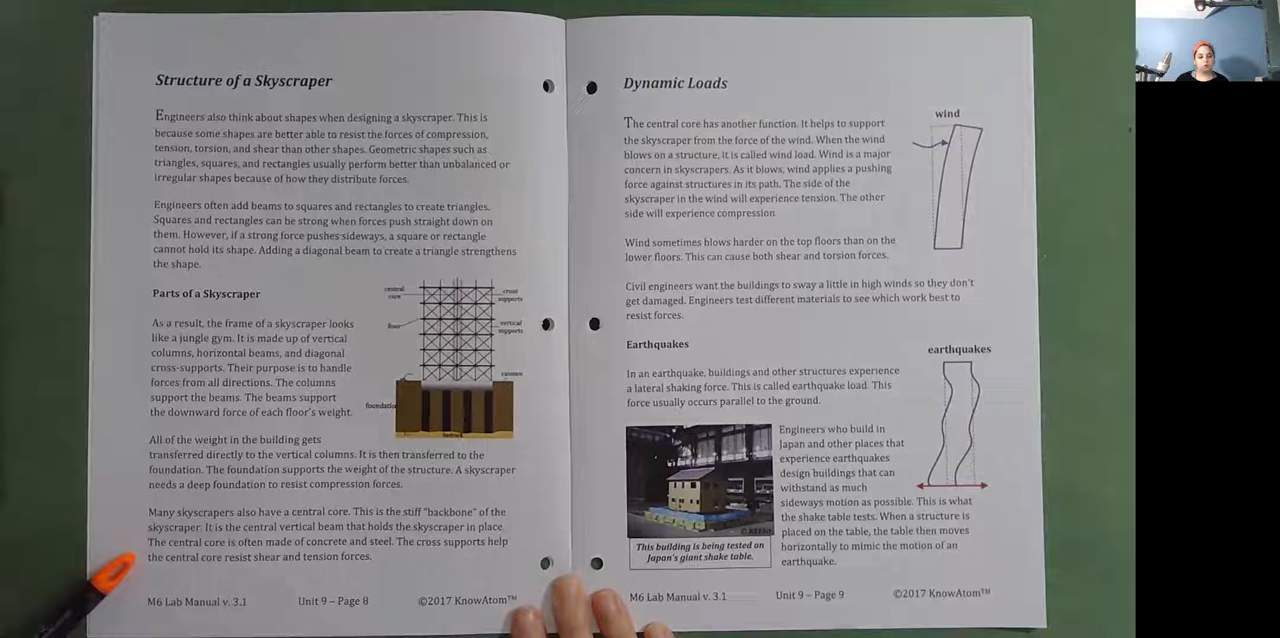 Structure of a Skyscraper
Engineers also think about shapes when designing a skyscraper. This is
because some shapes are better able to resist the forces of compression,
tension, torsion, and shear than other shapes. Geometric shapes such as
triangles, squares, and rectangles usually perform better than unbalanced or
irregular shapes because of how they distribute forces.
Engineers often add beams to squares and rectangles to create triangles.
Squares and rectangles can be strong when forces push straight down on
them. However, if a strong force pushes sideways, a square or rectangle
cannot hold its shape. Adding a diagonal beam to create a triangle strengthens
the shape.
Parts of a Skyscraper
As a result, the frame of a skyscraper looks
like a jungle gym. It is made up of vertical
columns, horizontal beams, and diagonal
cross-supports. Their purpose is to handle
forces from all directions. The columns
support the beams. The beams support
the downward force of each floor's weight.
central
core
cross
supports
floor
vertical
supports
foundation
bedrock
All of the weight in the building gets
transferred directly to the vertical columns. It is then transferred to the
foundation. The foundation supports the weight of the structure. A skyscraper
needs a deep foundation to resist compression forces.
Many skyscrapers also have a central core. This is the stiff "backbone" of the
skyscraper. It is the central vertical beam that holds the skyscraper in place.
The central core is often made of concrete and steel. The cross supports help
the central core resist shear and tension forces.
M6 Lab Manual v. 3.1 Unit 9 – Page 8 ©2017 KnowAtom™
Dynamic Loads
The central core has another function. It helps to support
the skyscraper from the force of the wind. When the wind
blows on a structure, it is called wind load. Wind is a major
concern in skyscrapers. As it blows, wind applies a pushing
force against structures in its path. The side of the
skyscraper in the wind will experience tension. The other
side will experience compression.
wind
Wind sometimes blows harder on the top floors than on the
lower floors. This can cause both shear and torsion forces.
Civil engineers want the buildings to sway a little in high winds so they don't
get damaged. Engineers test different materials to see which work best to
resist forces.
Earthquakes
In an earthquake, buildings and other structures experience
a lateral shaking force. This is called earthquake load. This
force usually occurs parallel to the ground.
earthquakes
This building is being tested on
Japan's giant shake table.
Engineers who build in
Japan and other places that
experience earthquakes
design buildings that can
withstand as much
sideways motion as possible. This is what
the shake table tests. When a structure is
placed on the table, the table then moves
horizontally to mimic the motion of an
earthquake.
M6 Lab Manual v. 3.1 Unit 9 – Page 9 ©2017 KnowAtom™